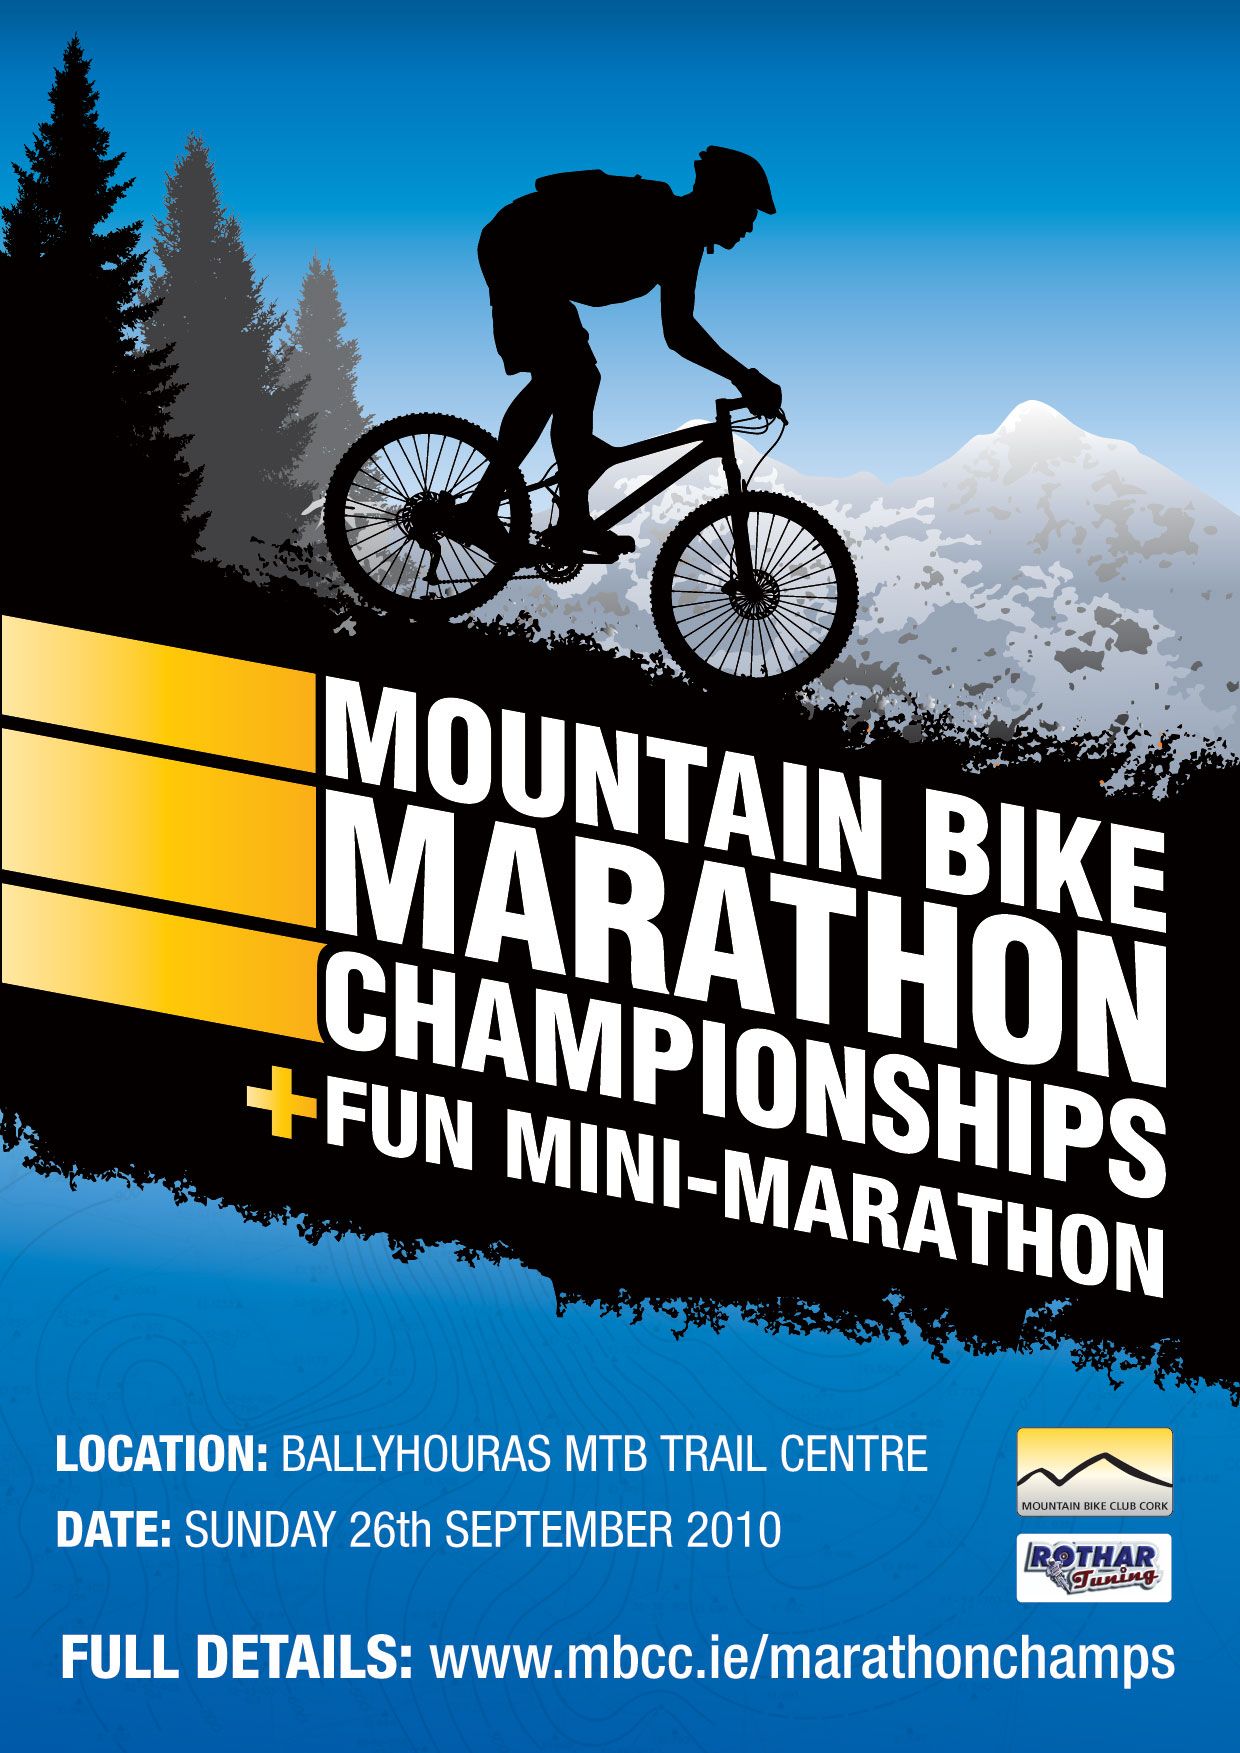 MOUNTAIN BIKE
MARATHON
CHAMPIONSHIPS
+FUN MINI-MARATHON
LOCATION: BALLYHOURAS MTB TRAIL CENTRE
DATE: SUNDAY 26th SEPTEMBER 2010
MOUNTAIN BIKE CLUB CORK
ROTHAR
Tuning
FULL DETAILS: www.mbcc.ie/marathonchamps